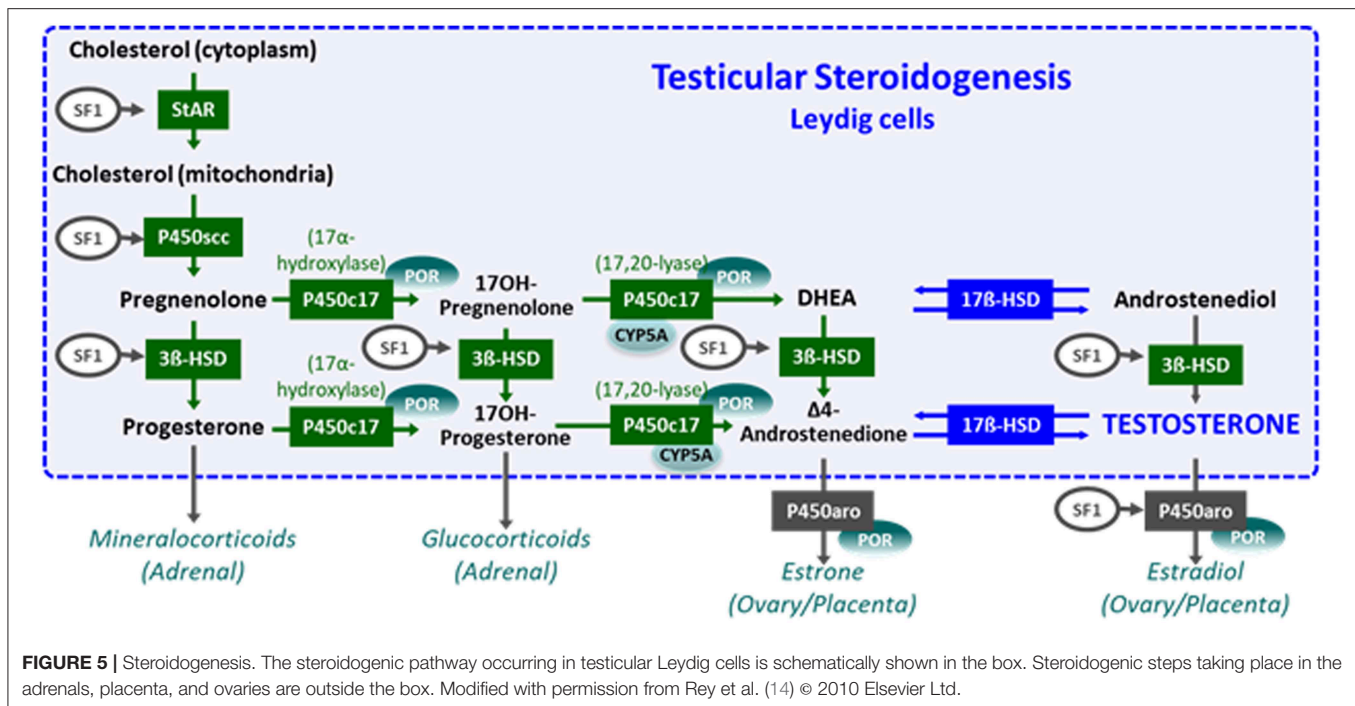 Cholesterol (cytoplasm)
Testicular Steroidogenesis
Leydig cells
SF1
StAR
Cholesterol (mitochondria)
SF1
P450scc
(17α-
hydroxylase)
POR
P450c17
(17,20-lyase)
POR
P450c17
CYP5A
Pregnenolone
17OH-
Pregnenolone
DHEA
17ß-HSD
Androstenediol
SF1
3ß-HSD
SF1
3ß-HSD
SF1
3ß-HSD
SF1
3ß-HSD
(17α-
hydroxylase)
POR
P450c17
(17,20-lyase)
POR
P450c17
CYP5A
Progesterone
17OH-
Progesterone
Δ4-
Androstenedione
17ß-HSD
TESTOSTERONE
P450aro
POR
SF1
P450aro
POR
Mineralocorticoids
(Adrenal)
Glucocorticoids
(Adrenal)
Estrone
(Ovary/Placenta)
Estradiol
(Ovary/Placenta)
FIGURE 5 | Steroidogenesis. The steroidogenic pathway occurring in testicular Leydig cells is schematically shown in the box. Steroidogenic steps taking place in the
adrenals, placenta, and ovaries are outside the box. Modified with permission from Rey et al. (14) © 2010 Elsevier Ltd.